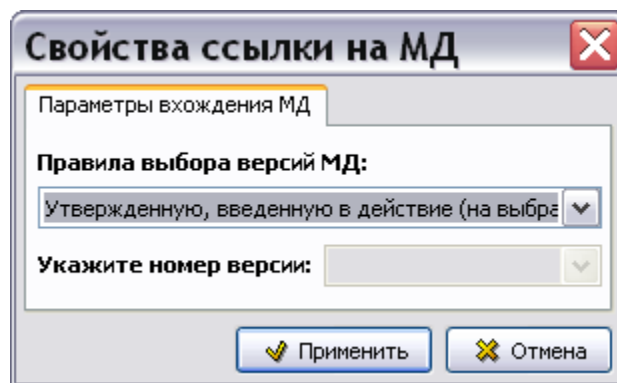 Свойства ссылки на МД
Параметры вхождения МД
Правила выбора версий МД:
Утвержденную, введенную в действие (на выбра
Укажите номер версии:
Применить
Отмена